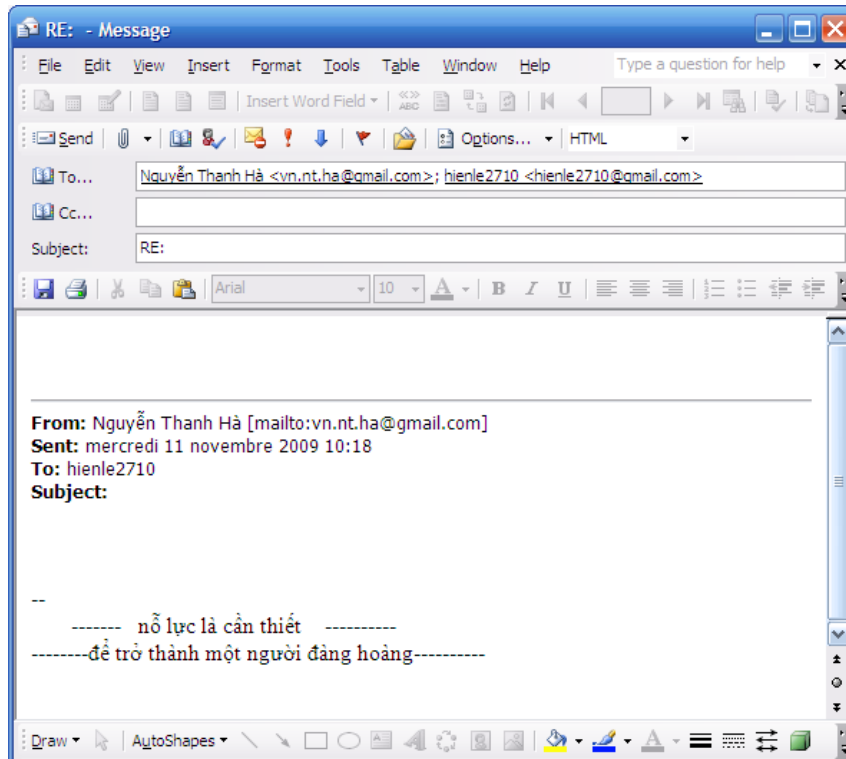 RE: - Message
File Edit View Insert Format Tools Table Window Help Type a question for help
Insert Word Field
Send Options... HTML
To... Nguyễn Thanh Hà <vn.nt.ha@gmail.com>; hienle2710 <hienle2710@gmail.com>
Cc...
Subject: RE:
Arial 10 A B I U
From: Nguyễn Thanh Hà [mailto:vn.nt.ha@gmail.com]
Sent: mercredi 11 novembre 2009 10:18
To: hienle2710
Subject:
--
------- nỗ lực là cần thiết ----------
--------để trở thành một người đàng hoàng----------
Draw AutoShapes A